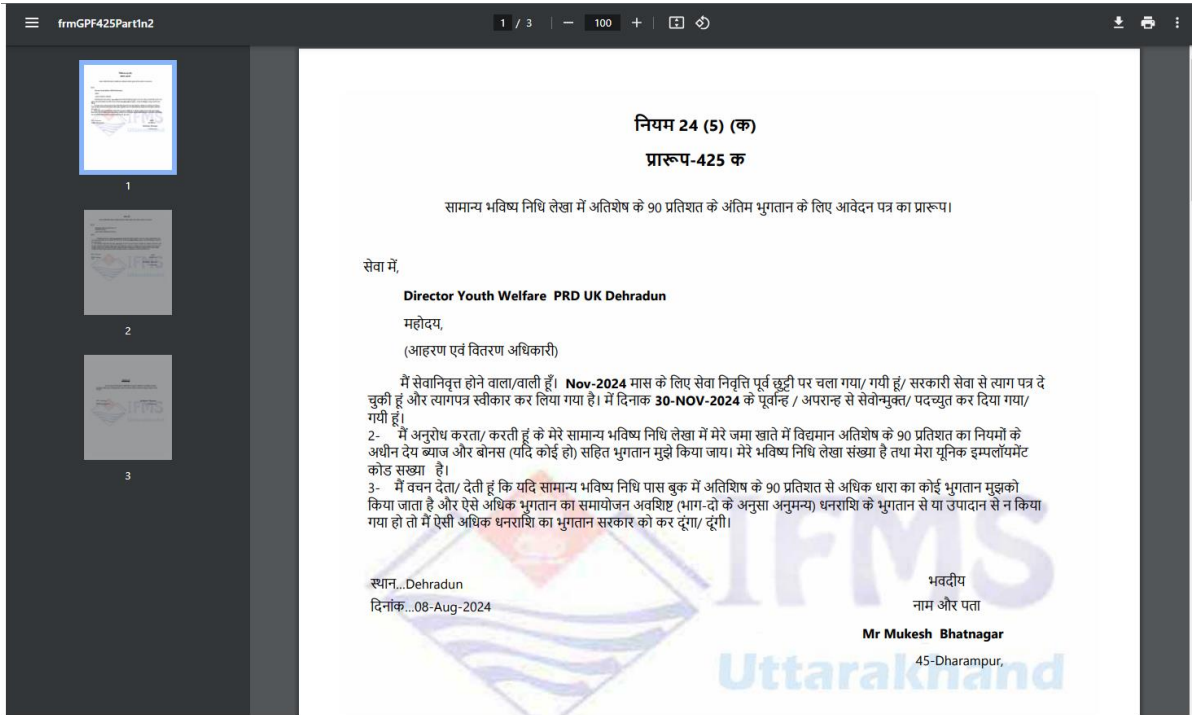 frmGPF425Part1n2
1 / 3
100
1
2
3
नियम 24 (5) (क)
प्रारूप-425 क
सामान्य भविष्य निधि लेखा में अतिशेष के 90 प्रतिशत के अंतिम भुगतान के लिए आवेदन पत्र का प्रारूप।
सेवा में,
Director Youth Welfare PRD UK Dehradun
महोदय,
(आहरण एवं वितरण अधिकारी)
मैं सेवानिवृत्त होने वाला/वाली हूँ। Nov-2024 मास के लिए सेवा निवृत्ति पूर्व छुट्टी पर चला गया/ गयी हूं/ सरकारी सेवा से त्याग पत्र दे
चुकी हूं और त्यागपत्र स्वीकार कर लिया गया है। में दिनाक 30-NOV-2024 के पूर्वान्ह / अपरान्ह से सेवोन्मुक्त/ पदच्युत कर दिया गया/
गयी हूं।
2- मैं अनुरोध करता/ करती हूं के मेरे सामान्य भविष्य निधि लेखा में मेरे जमा खाते में विद्यमान अतिशेष के 90 प्रतिशत का नियमों के
अधीन देय ब्याज और बोनस (यदि कोई हो) सहित भुगतान मुझे किया जाय। मेरे भविष्य निधि लेखा संख्या है तथा मेरा यूनिक इम्पलॉयमेंट
कोड सख्या है।
3- मैं वचन देता/ देती हूं कि यदि सामान्य भविष्य निधि पास बुक में अतिशिष के 90 प्रतिशत से अधिक धारा का कोई भुगतान मुझको
किया जाता है और ऐसे अधिक भुगतान का समायोजन अवशिष्ट (भाग-दो के अनुसा अनुमन्य) धनराशि के भुगतान से या उपादान से न किया
गया हो तो मैं ऐसी अधिक धनराशि का भुगतान सरकार को कर दूंगा/ दूंगी।
स्थान...Dehradun
भवदीय
दिनांक...08-Aug-2024
नाम और पता
Mr Mukesh Bhatnagar
45-Dharampur,
IFMS
Uttarakhand